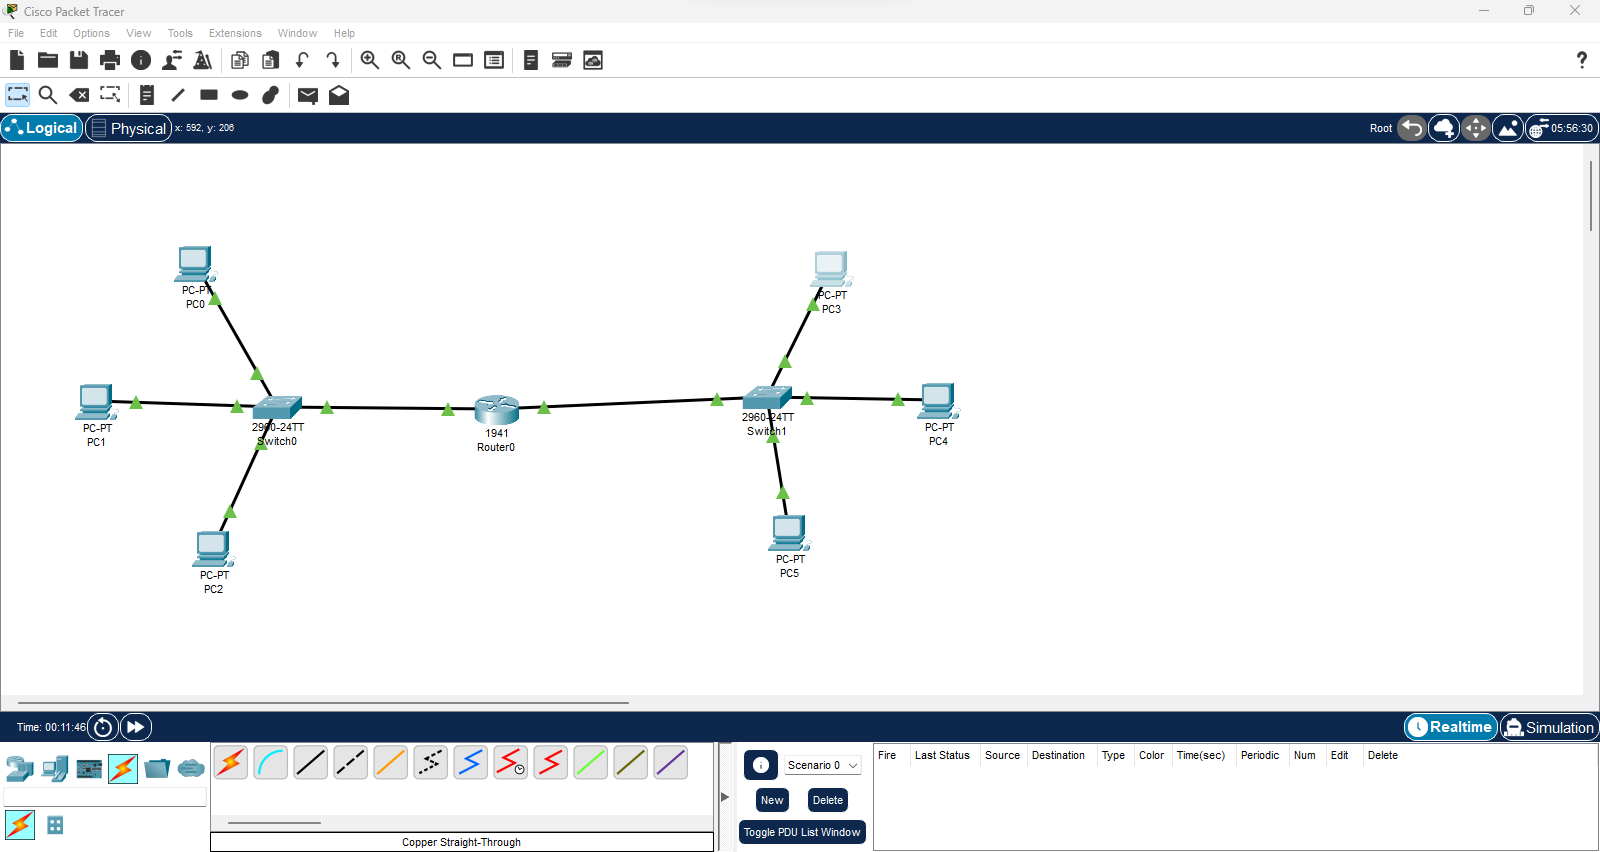 Cisco Packet Tracer
File Edit Options View Tools Extensions Window Help
Logical Physical x: 592, y: 206 Root 05:56:30
PC-PT
PC0
PC-PT
PC3
PC-PT
PC1
2960-24TT
Switch0
1941
Router0
2960-24TT
Switch1
PC-PT
PC4
PC-PT
PC2
PC-PT
PC5
Time: 00:11:46 Realtime Simulation
Scenario 0
New Delete
Toggle PDU List Window
Fire Last Status Source Destination Type Color Time(sec) Periodic Num Edit Delete
Copper Straight-Through